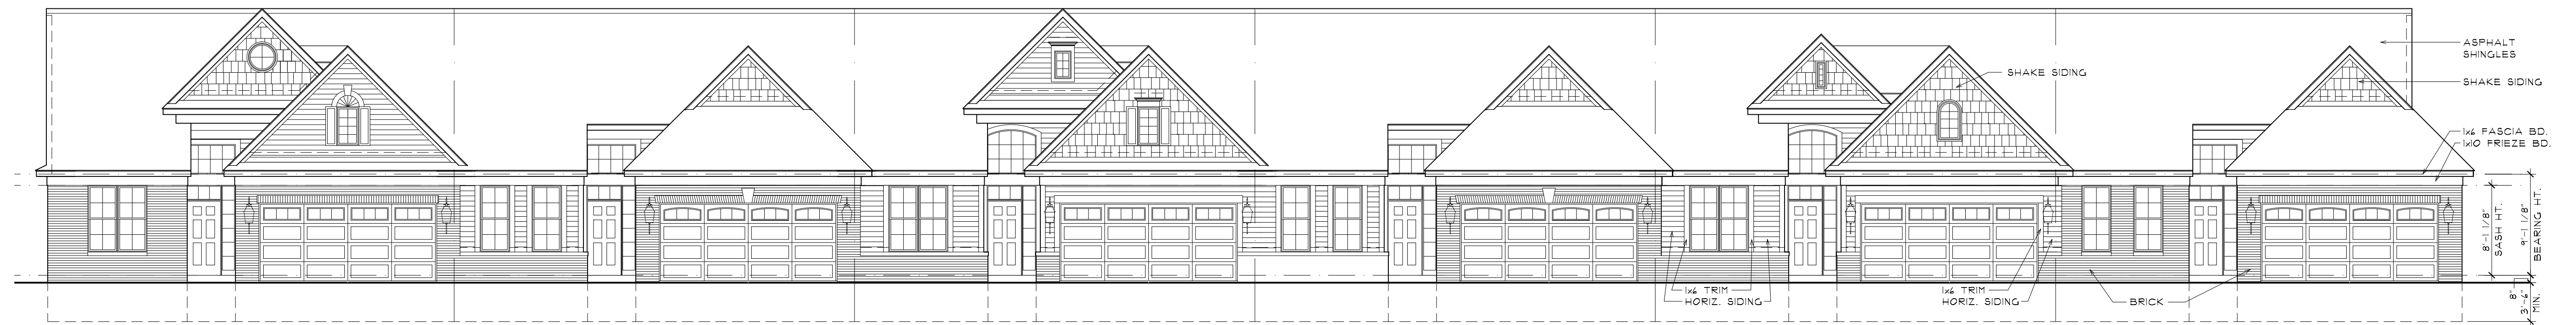 ASPHALT
SHINGLES
SHAKE SIDING
SHAKE SIDING
1x6 FASCIA BD.
1x10 FRIEZE BD.
8'-1 1/8"
SASH HT.
9'-1 1/8"
BEARING HT.
1x6 TRIM
HORIZ. SIDING
1x6 TRIM
HORIZ. SIDING
BRICK
8"
3'-6"
MIN.